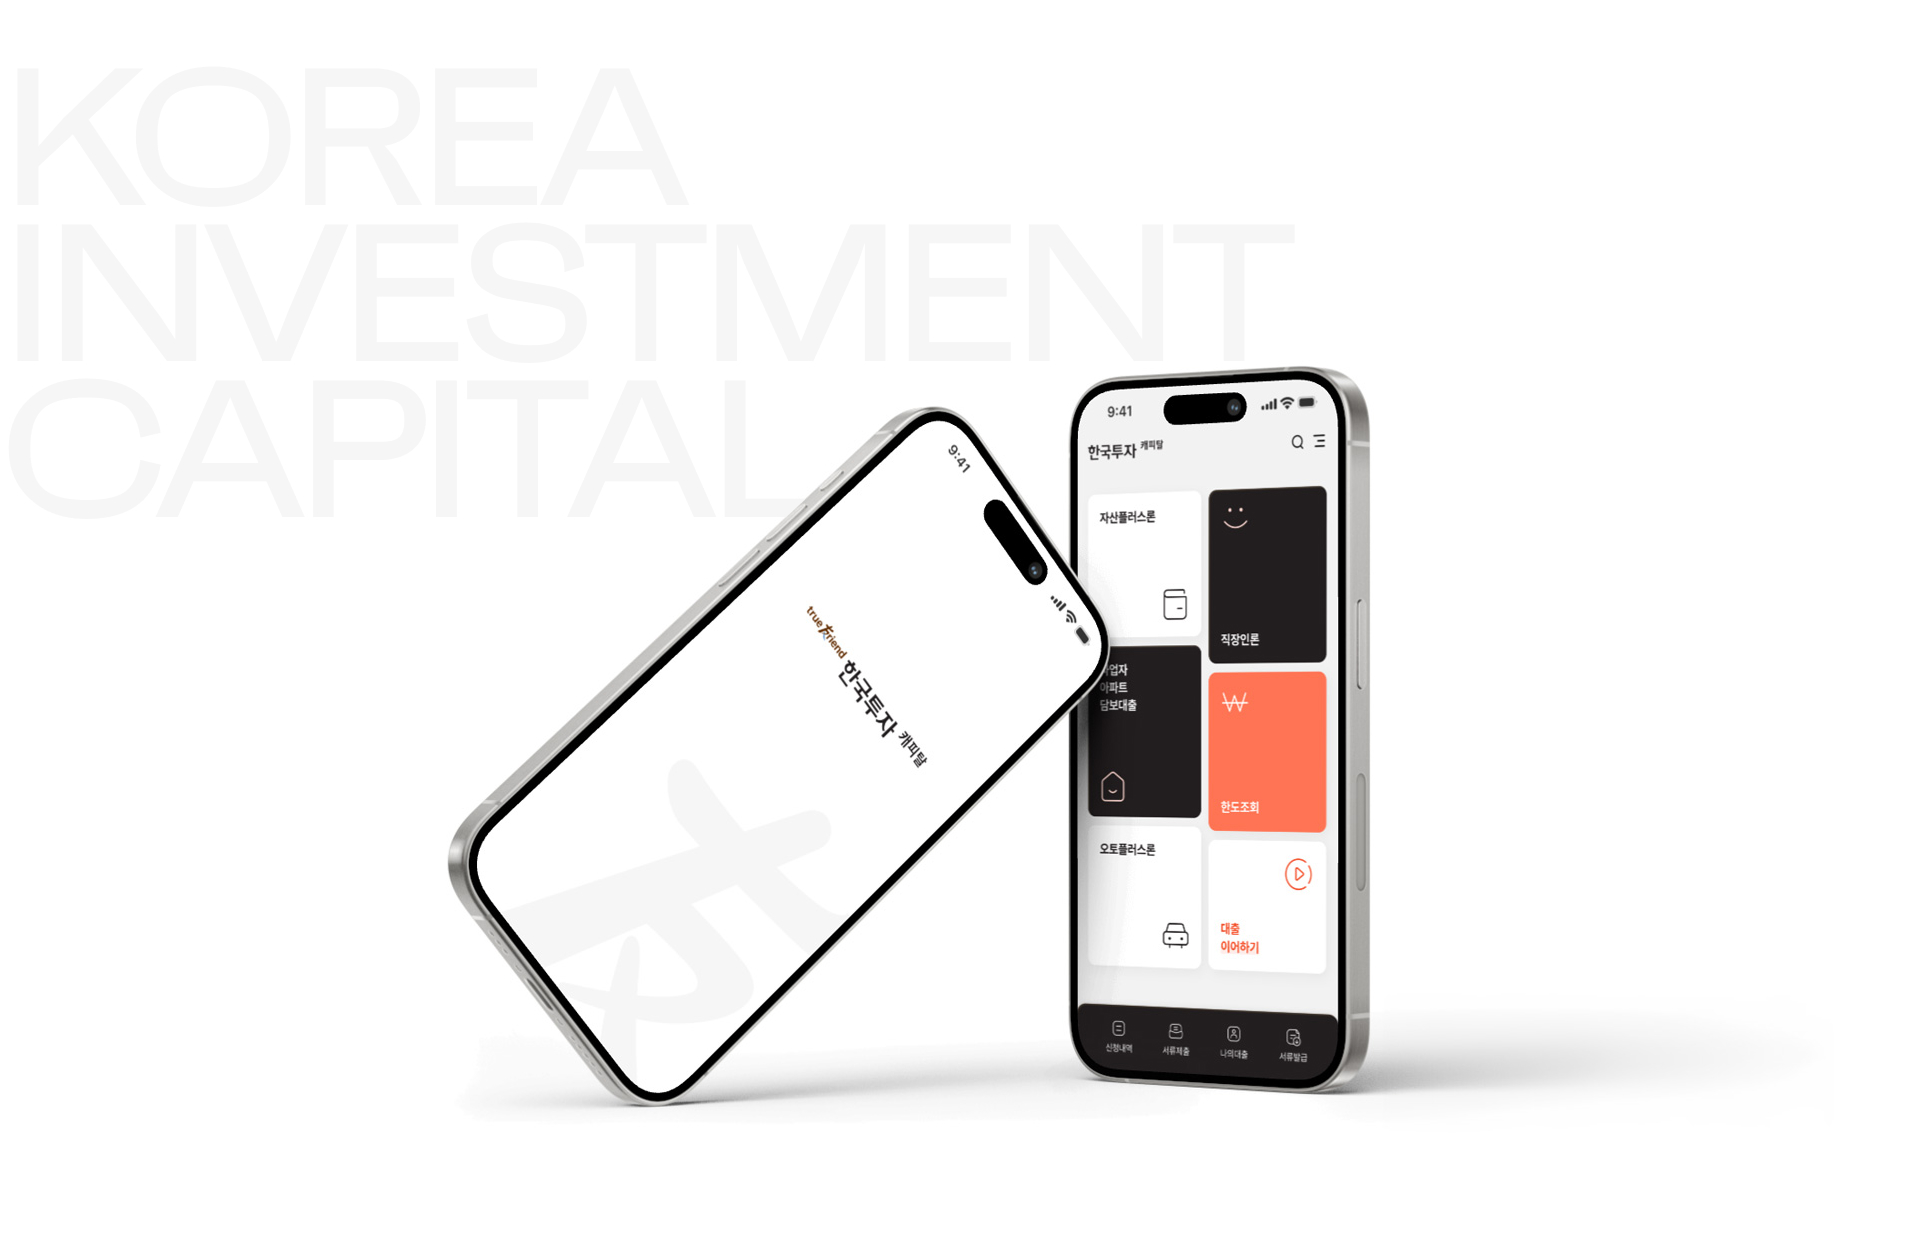 KOREA
INVESTMENT
CAPITAL
9:41
true Friend 한국투자 캐피탈
9:41
한국투자 캐피탈
자산플러스론
직장인론
업자
아파트
담보대출
한도조회
오토플러스론
대출
이어하기
신청내역
서류제출
나의대출
서류발급